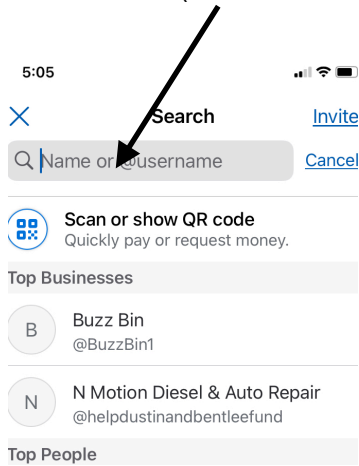 5:05
Search
Invite
Name or @username
Cancel
Scan or show QR code
Quickly pay or request money.
Top Businesses
B
Buzz Bin
@BuzzBin1
N
N Motion Diesel & Auto Repair
@helpdustinandbentleefund
Top People